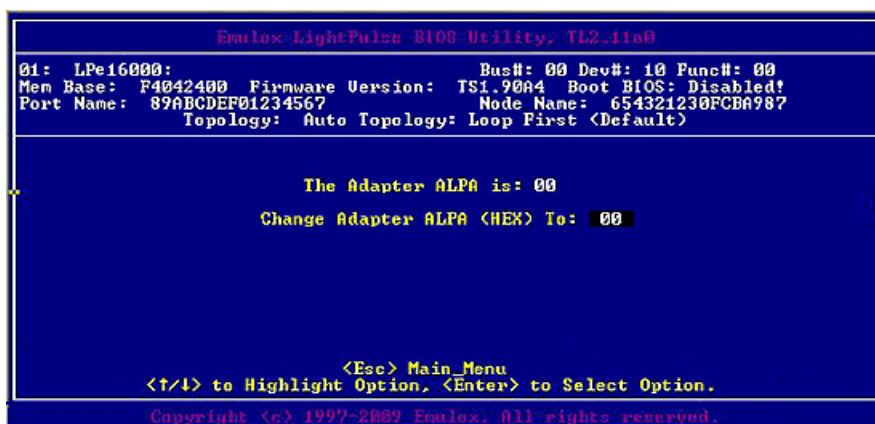 Emulex LightPulse BIOS Utility, TL2.11a0
01: LPe16000: Bus#: 00 Dev#: 10 Func#: 00
Mem Base: F4042400 Firmware Version: TS1.90A4 Boot BIOS: Disabled!
Port Name: 89ABCDEF01234567 Node Name: 654321230FCBA987
Topology: Auto Topology: Loop First <Default>
The Adapter ALPA is: 00
Change Adapter ALPA <HEX> To: 00
<Esc> Main_Menu
<↑/↓> to Highlight Option, <Enter> to Select Option.
Copyright <c> 1997-2009 Emulex. All rights reserved.